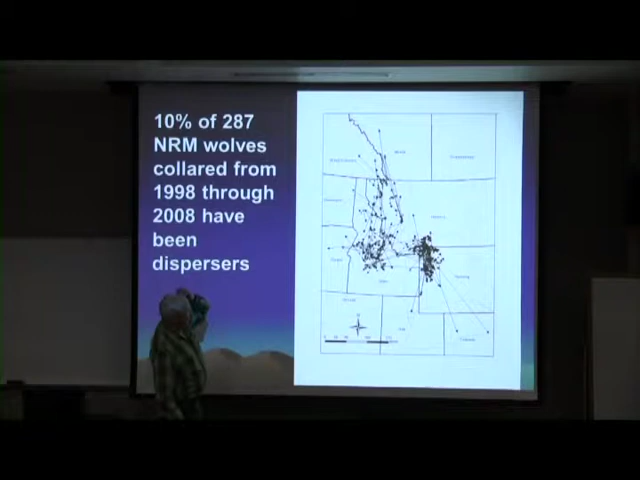 10% of 287
NRM wolves
collared from
1998 through
2008 have
been
dispersers